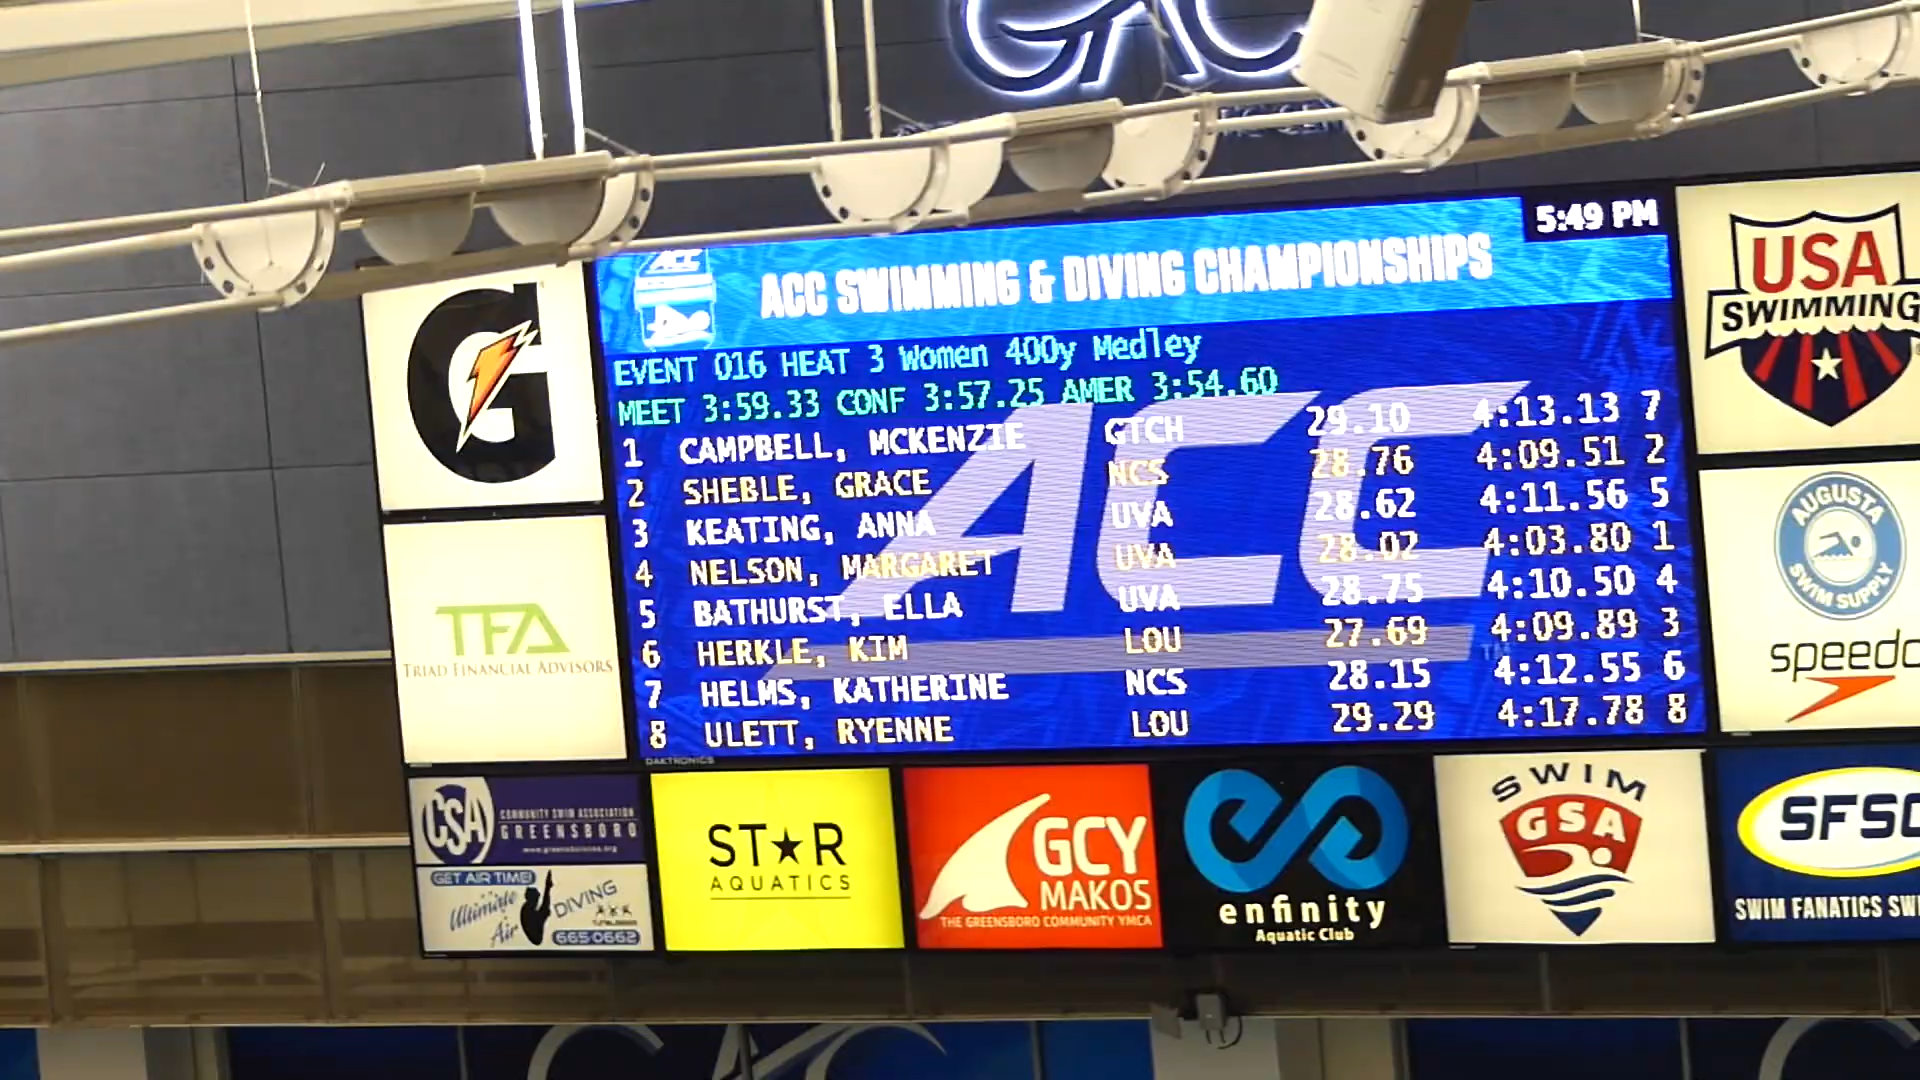 GAC
5:49 PM
ACC
ACC SWIMMING & DIVING CHAMPIONSHIPS
EVENT 016 HEAT 3 Women 400y Medley
MEET 3:59.33 CONF 3:57.25 AMER 3:54.60
1 CAMPBELL, MCKENZIE GTCH 29.10 4:13.13 7
2 SHEBLE, GRACE NCS 28.76 4:09.51 2
3 KEATING, ANNA UVA 28.62 4:11.56 5
4 NELSON, MARGARET UVA 28.02 4:03.80 1
5 BATHURST, ELLA UVA 28.75 4:10.50 4
6 HERKLE, KIM LOU 27.69 4:09.89 3
7 HELMS, KATHERINE NCS 28.15 4:12.55 6
8 ULETT, RYENNE LOU 29.29 4:17.78 8
ACC
TM
DAKTRONICS
G
TFA
TRIAD FINANCIAL ADVISORS
USA
SWIMMING
AUGUSTA
SWIM SUPPLY
speedo
CSA
COMMUNITY SWIM ASSOCIATION
GREENSBORO
GET AIR TIME!
Ultimate
Air
DIVING
665-0662
ST★R
AQUATICS
GCY
MAKOS
THE GREENSBORO COMMUNITY YMCA
enfinity
Aquatic Club
SWIM
GSA
SFSC
SWIM FANATICS SWI